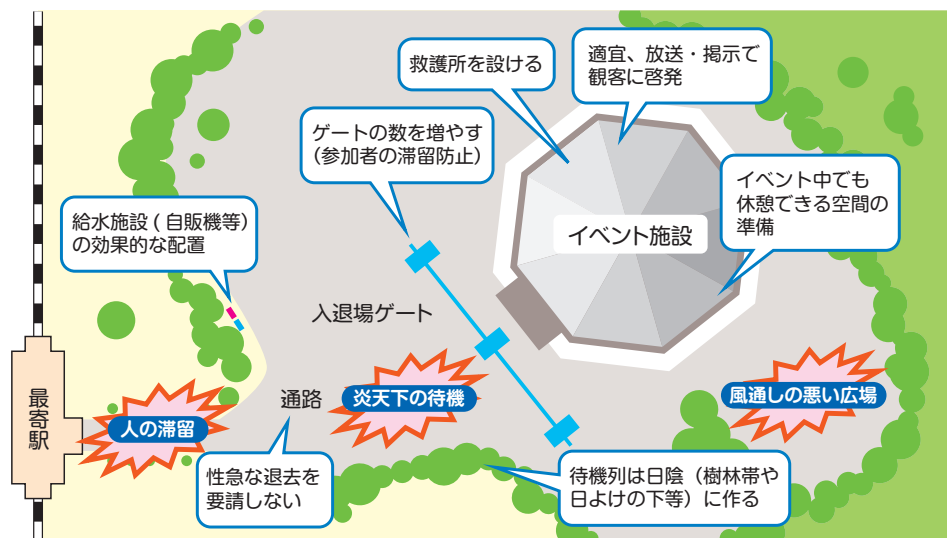 救護所を設ける
適宜、放送・掲示で
観客に啓発
ゲートの数を増やす
（参加者の滞留防止）
イベント中でも
休憩できる空間の
準備
給水施設 ( 自販機等 )
の効果的な配置
イベント施設
入退場ゲート
最寄駅
人の滞留
通路
炎天下の待機
風通しの悪い広場
性急な退去を
要請しない
待機列は日陰（樹林帯や
日よけの下等）に作る